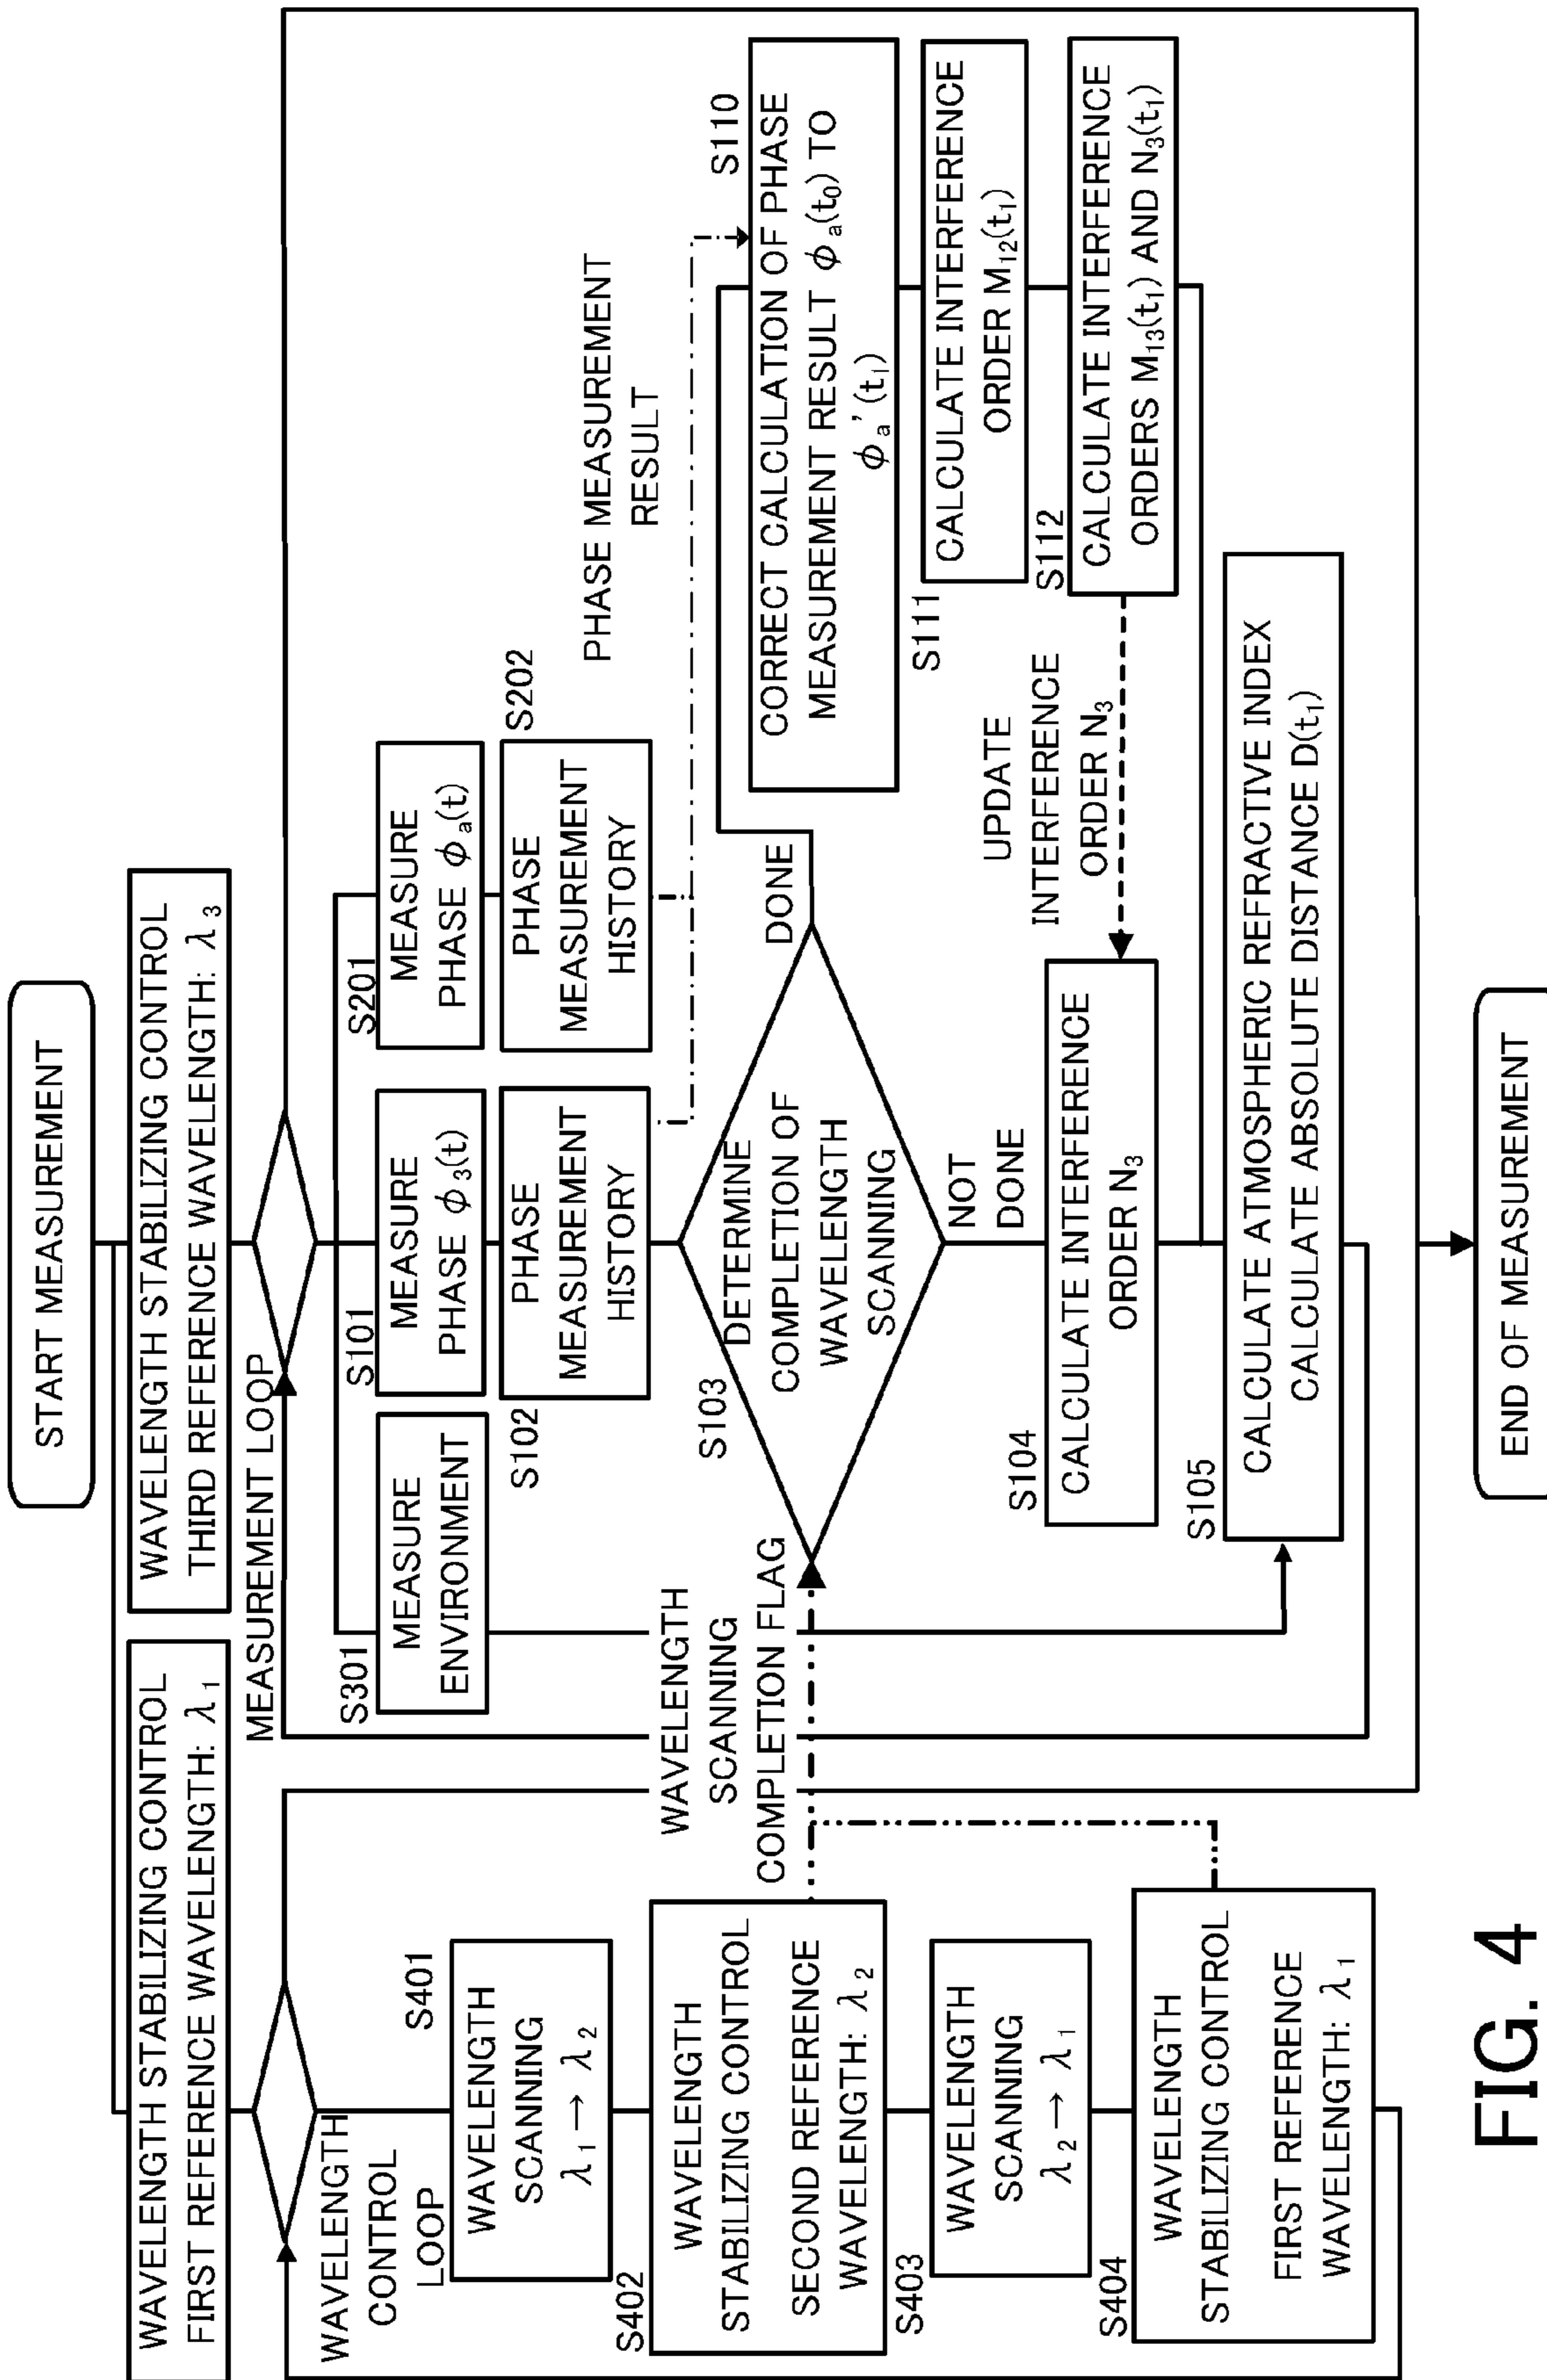 START MEASUREMENT
WAVELENGTH STABILIZING CONTROL
FIRST REFERENCE WAVELENGTH: λ₁
WAVELENGTH STABILIZING CONTROL
THIRD REFERENCE WAVELENGTH: λ₃
WAVELENGTH
CONTROL
LOOP
S401
WAVELENGTH
SCANNING
λ₁→λ₂
S402
WAVELENGTH
STABILIZING CONTROL
SECOND REFERENCE
WAVELENGTH: λ₂
S403
WAVELENGTH
SCANNING
λ₂→λ₁
S404
WAVELENGTH
STABILIZING CONTROL
FIRST REFERENCE
WAVELENGTH: λ₁
MEASUREMENT LOOP
S301
MEASURE
ENVIRONMENT
S101
MEASURE
PHASE ϕ₃(t)
S102
PHASE
MEASUREMENT
HISTORY
S201
MEASURE
PHASE ϕₐ(t)
S202
PHASE
MEASUREMENT
HISTORY
PHASE MEASUREMENT
RESULT
WAVELENGTH
SCANNING
COMPLETION FLAG
S103
DETERMINE
COMPLETION OF
WAVELENGTH
SCANNING
DONE
NOT
DONE
S110
CORRECT CALCULATION OF PHASE
MEASUREMENT RESULT ϕₐ(t₀) TO
ϕₐ'(t₁)
S111
CALCULATE INTERFERENCE
ORDER M₁₂(t₁)
S112
CALCULATE INTERFERENCE
ORDERS M₁₃(t₁) AND N₃(t₁)
UPDATE
INTERFERENCE
ORDER N₃
S104
CALCULATE INTERFERENCE
ORDER N₃
S105
CALCULATE ATMOSPHERIC REFRACTIVE INDEX
CALCULATE ABSOLUTE DISTANCE D(t₁)
END OF MEASUREMENT
FIG. 4